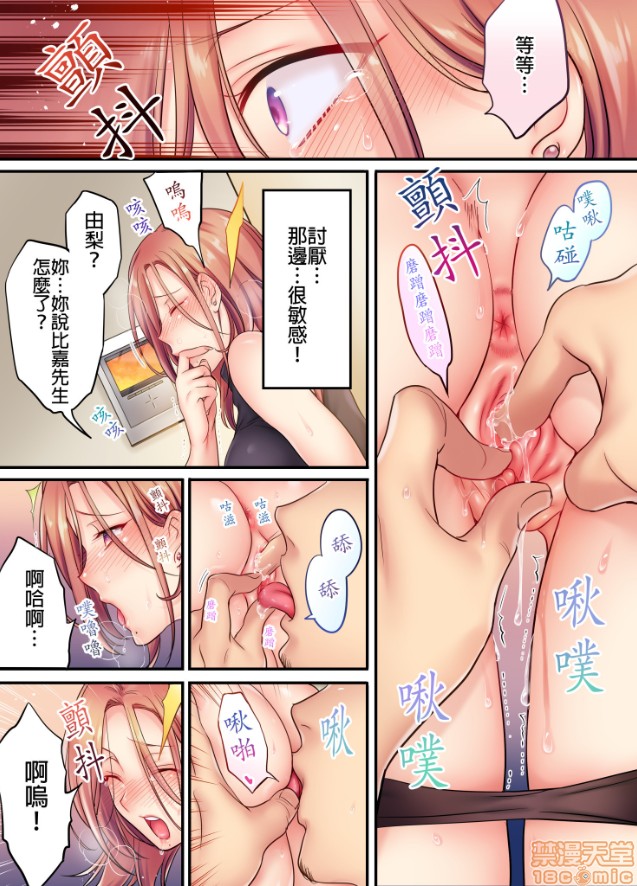 等等…
顫抖
噗啾
咕碰
顫抖
磨蹭磨蹭磨蹭
啾噗
啾噗
討厭…
那邊…很敏感！
嗚嗚
咳咳
由梨？
妳…妳說比嘉先生
怎麼了？
咳咳
舔
舔
咕滋
咕滋
磨蹭
磨蹭
顫抖
顫抖
噗嚕嚕
啊哈啊…
啾
啾啪
顫抖
啊嗚！
禁漫天堂
18comic